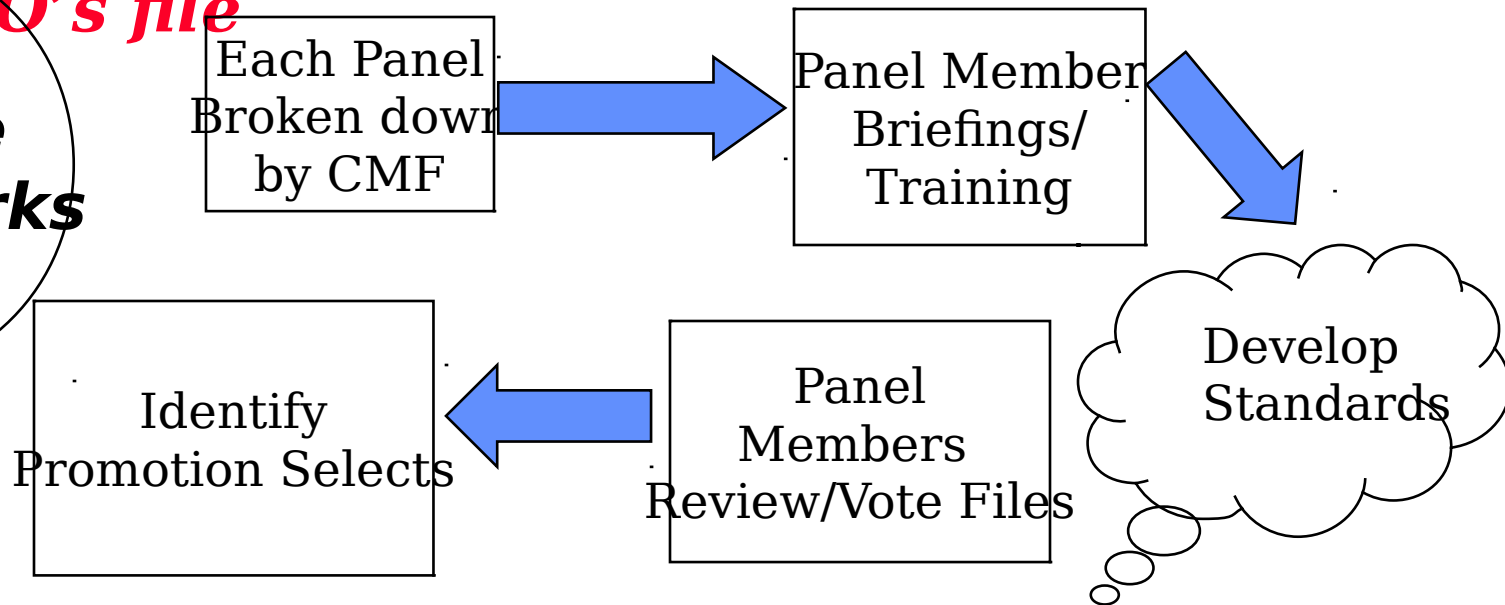 O's file
Each Panel
Broken down
by CMF
Panel Member
Briefings/
Training
Develop
Standards
Panel
Members
Review/Vote Files
Identify
Promotion Selects